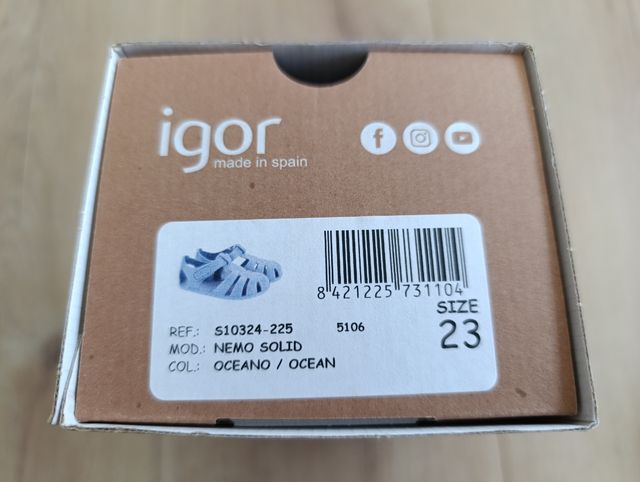 igor
made in spain
8 421225 731104
SIZE
23
REF.: S10324-225 5106
MOD.: NEMO SOLID
COL.: OCEANO / OCEAN